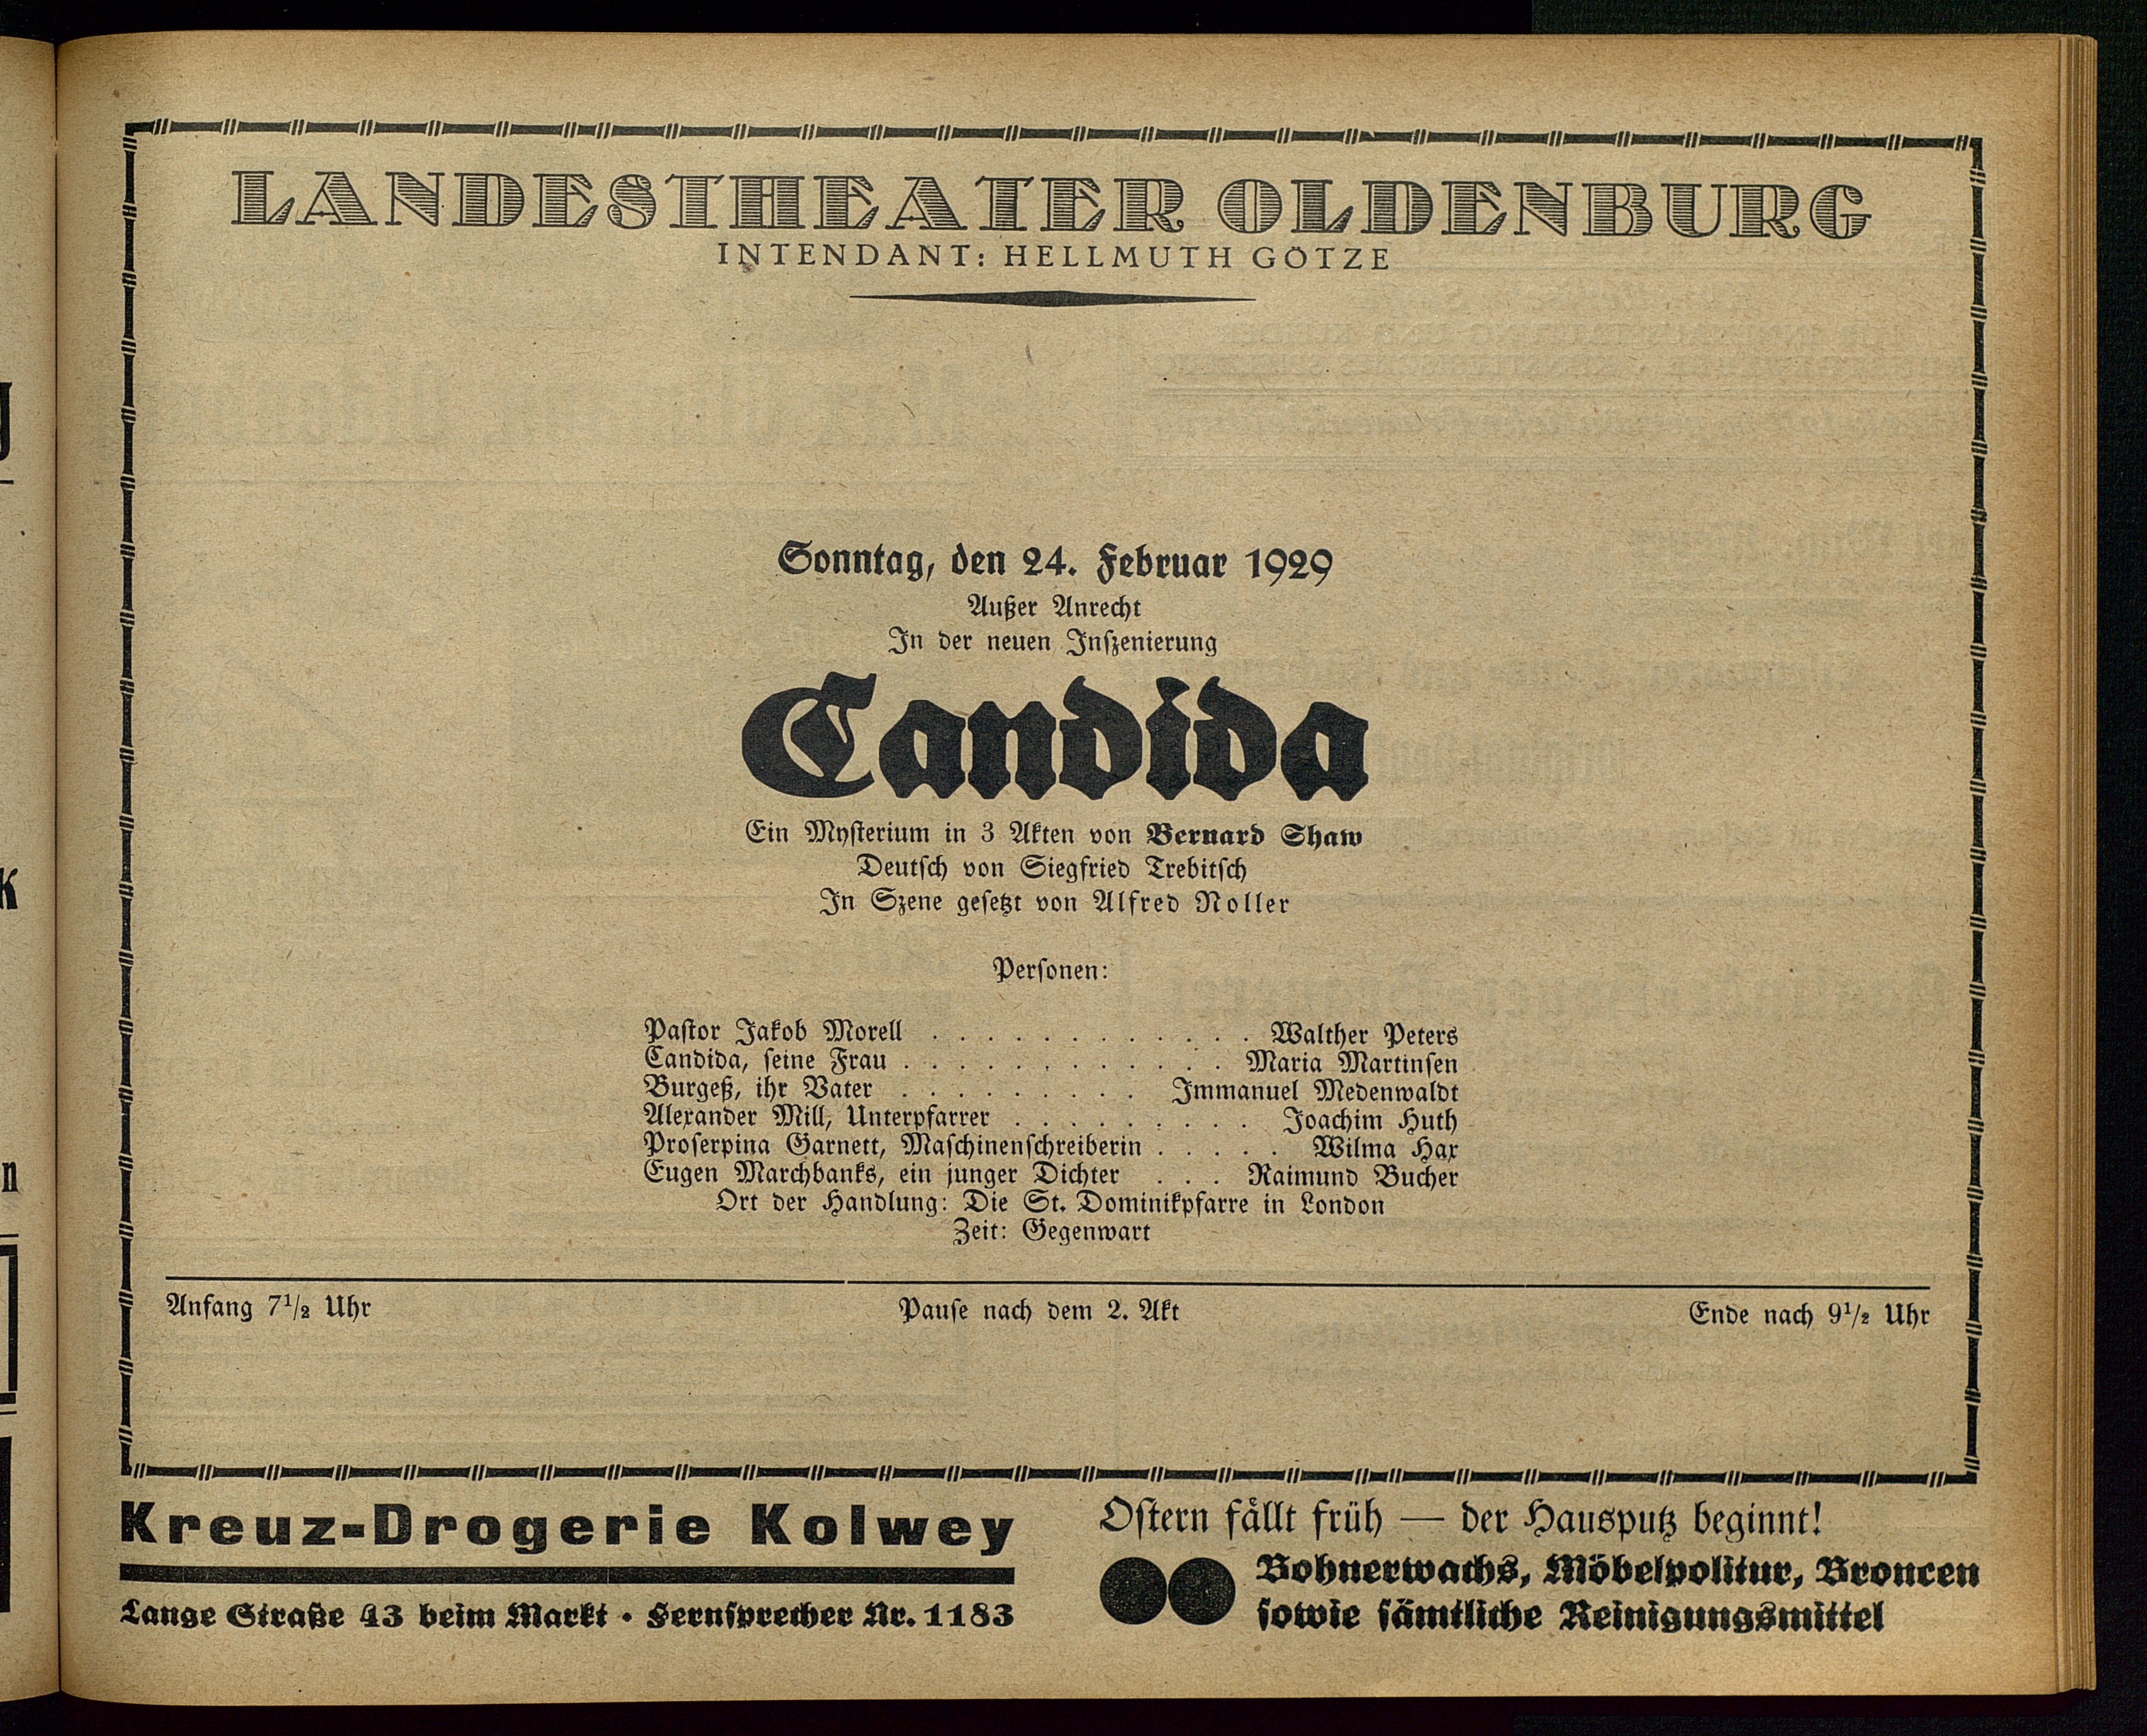 LANDESTHEATER OLDENBURG
INTENDANT: HELLMUTH GÖTZE
Sonntag, den 24. Februar 1929
Außer Anrecht
In der neuen Inszenierung
Candida
Ein Mysterium in 3 Akten von Bernard Shaw
Deutsch von Siegfried Trebitsch
In Szene gesetzt von Alfred Noller
Personen:
Pastor Jakob Morell . . . . . . . . . . . . Walther Peters
Candida, seine Frau . . . . . . . . . . . . Maria Martinsen
Burgeß, ihr Vater . . . . . . . . . Immanuel Medenwaldt
Alexander Mill, Unterpfarrer . . . . . . . . . Joachim Huth
Proserpina Garnett, Maschinenschreiberin . . . . . Wilma Hax
Eugen Marchbanks, ein junger Dichter . . . Raimund Bucher
Ort der Handlung: Die St. Dominikpfarre in London
Zeit: Gegenwart
Anfang 7½ Uhr Pause nach dem 2. Akt Ende nach 9½ Uhr
Kreuz-Drogerie Kolwey
Lange Straße 43 beim Markt • Fernsprecher Nr. 1183
Ostern fällt früh — der Hausputz beginnt!
Bohnerwachs, Möbelpolitur, Broncen
sowie sämtliche Reinigungsmittel